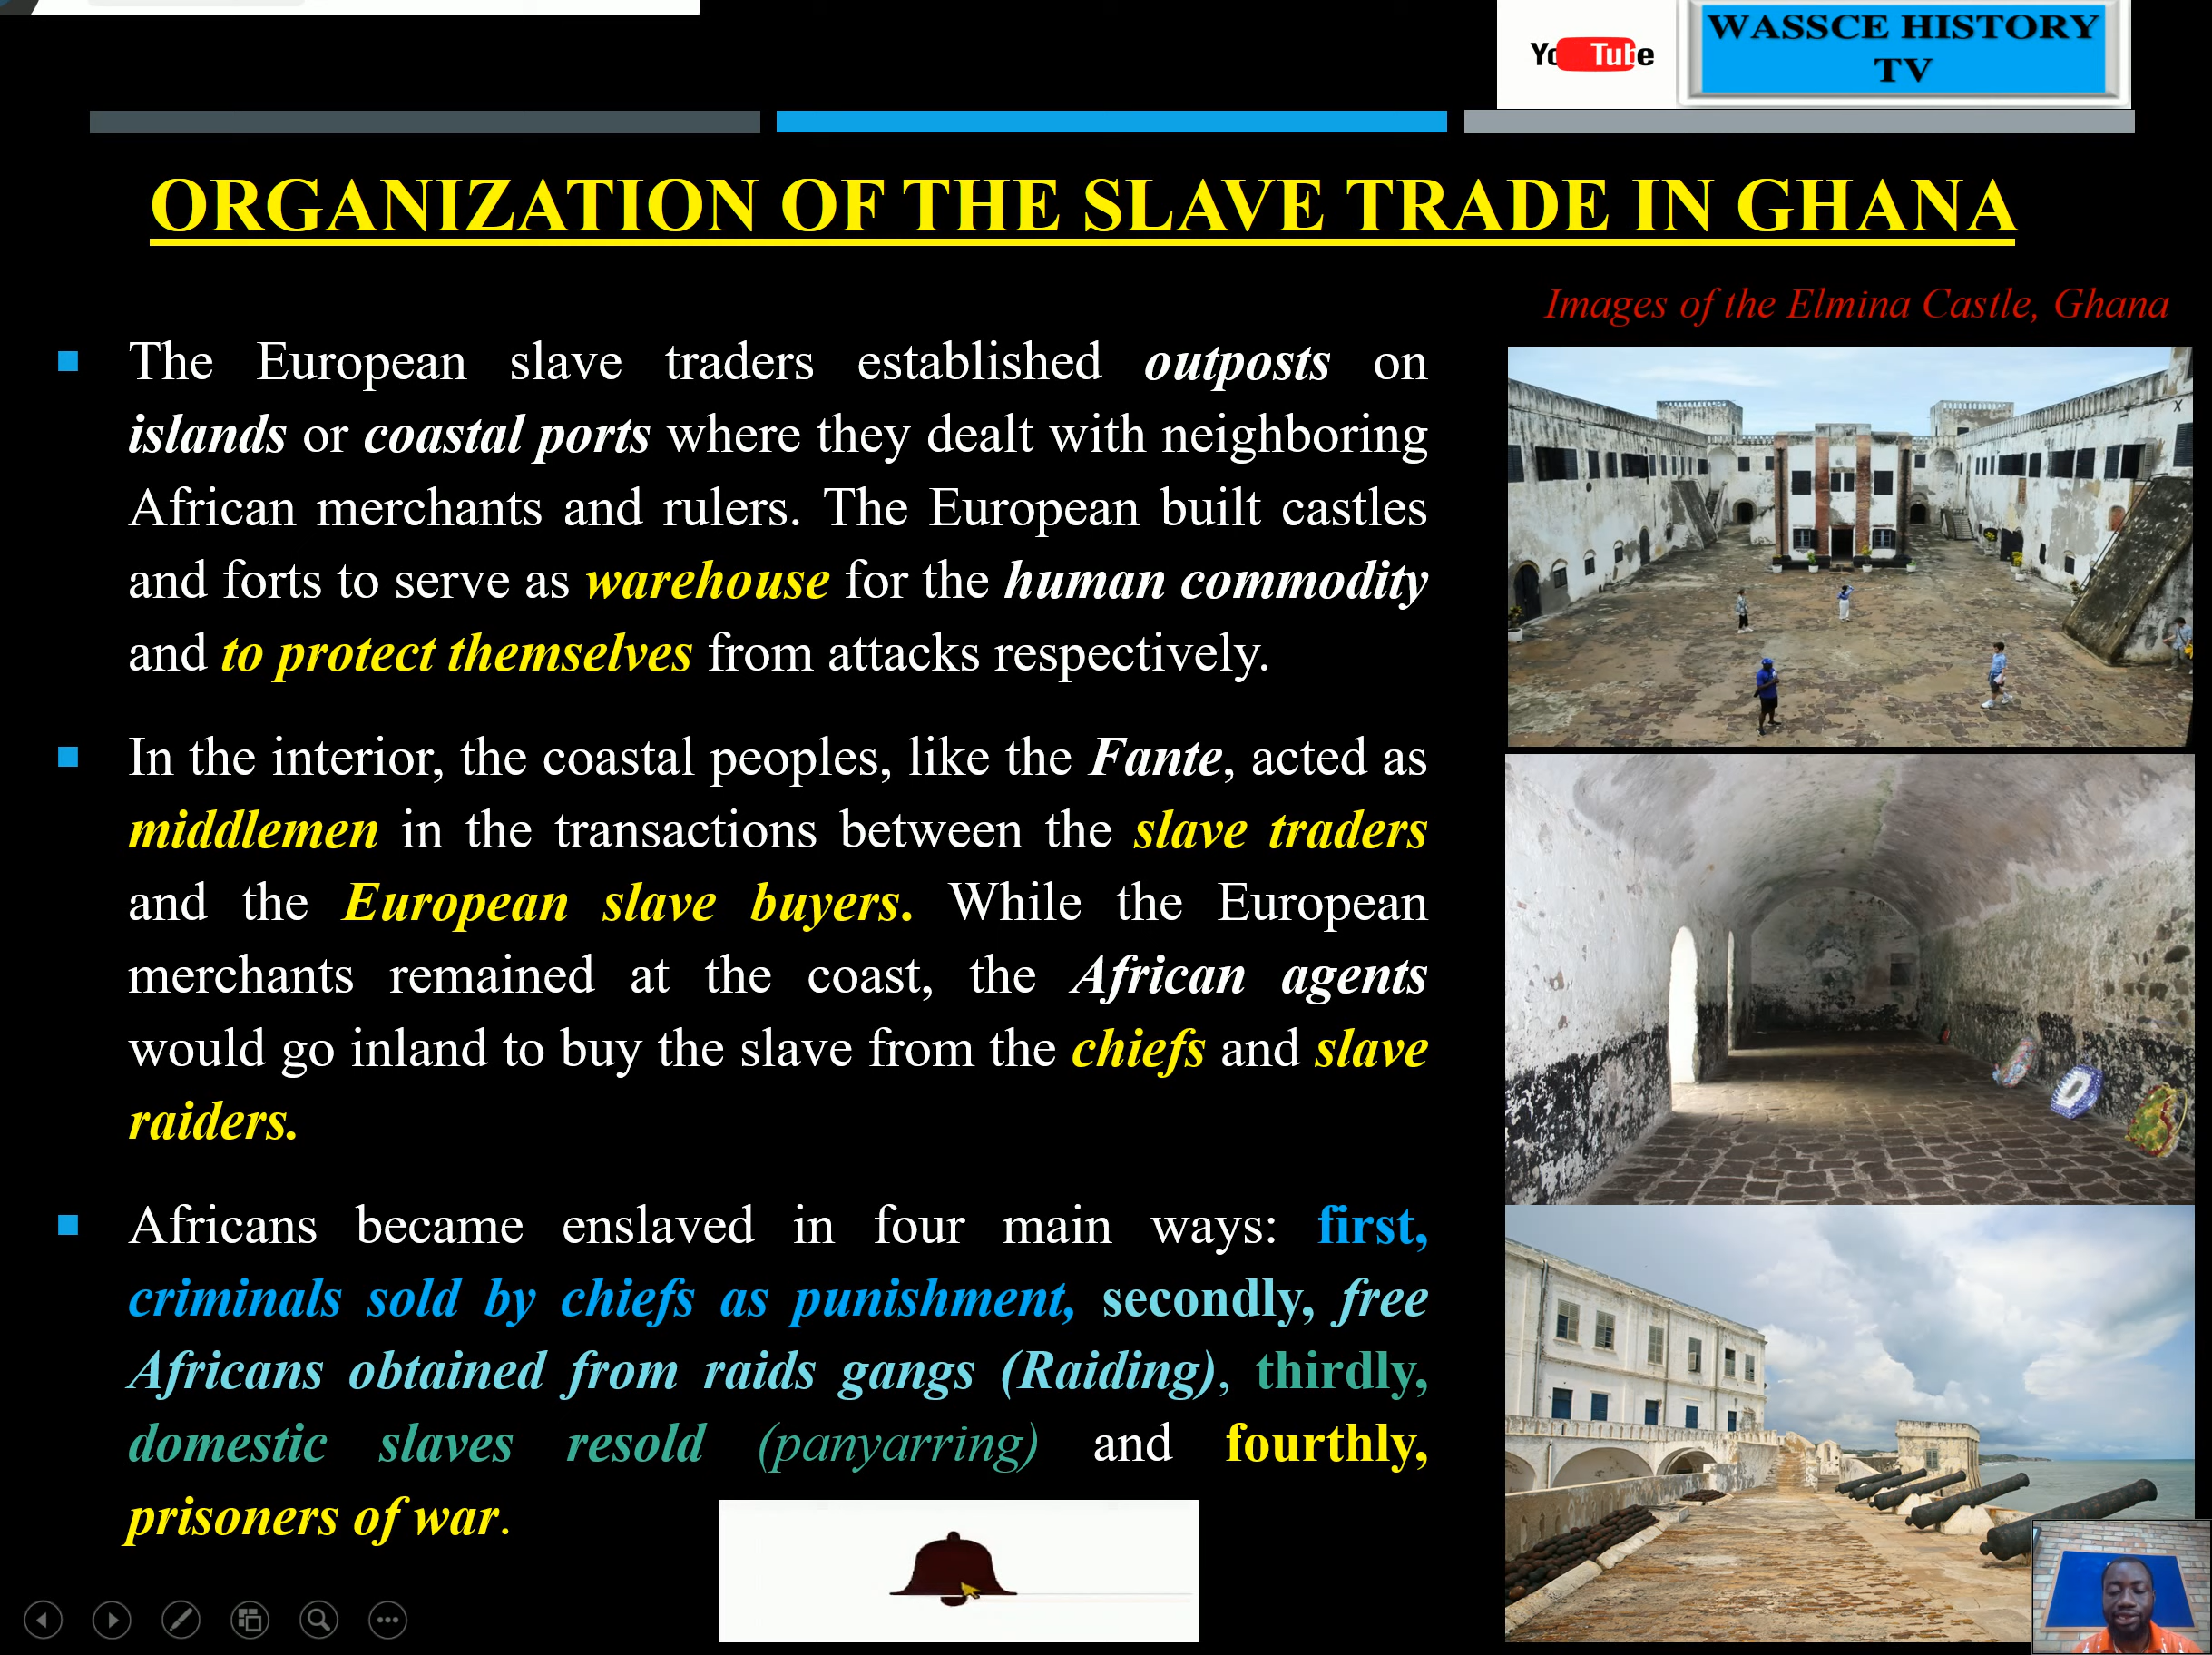 YouTube
WASSCE HISTORY
TV
ORGANIZATION OF THE SLAVE TRADE IN GHANA
Images of the Elmina Castle, Ghana
The European slave traders established outposts on
islands or coastal ports where they dealt with neighboring
African merchants and rulers. The European built castles
and forts to serve as warehouse for the human commodity
and to protect themselves from attacks respectively.
In the interior, the coastal peoples, like the Fante, acted as
middlemen in the transactions between the slave traders
and the European slave buyers. While the European
merchants remained at the coast, the African agents
would go inland to buy the slave from the chiefs and slave
raiders.
Africans became enslaved in four main ways: first,
criminals sold by chiefs as punishment, secondly, free
Africans obtained from raids gangs (Raiding), thirdly,
domestic slaves resold (panyarring) and fourthly,
prisoners of war.
X